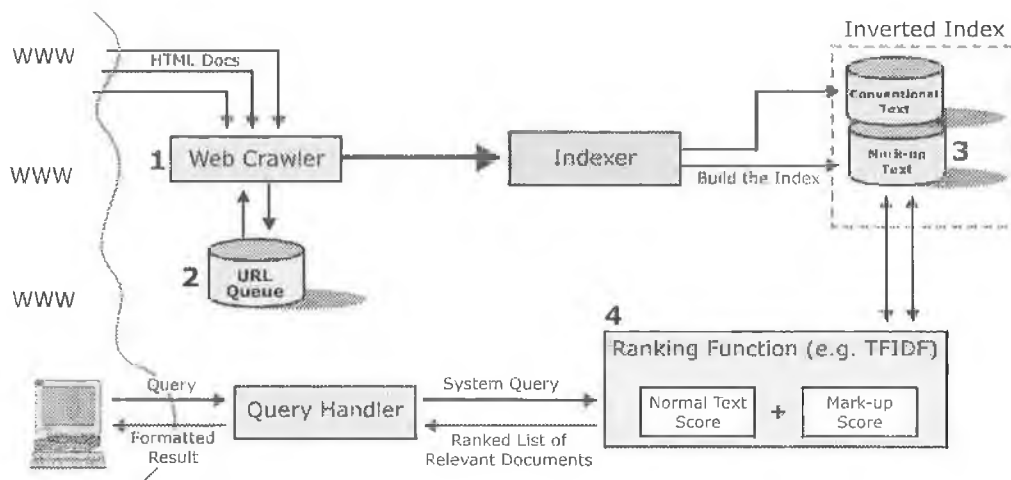 Inverted Index
WWW
HTML Docs
Conventional
Text
1
Web Crawler
Indexer
Mark-up
Text
3
WWW
Build the Index
2
URL
Queue
WWW
4
Ranking Function (e.g. TFIDF)
Query
System Query
Query Handler
Normal Text
Score
+
Mark-up
Score
Formatted
Result
Ranked List of
Relevant Documents